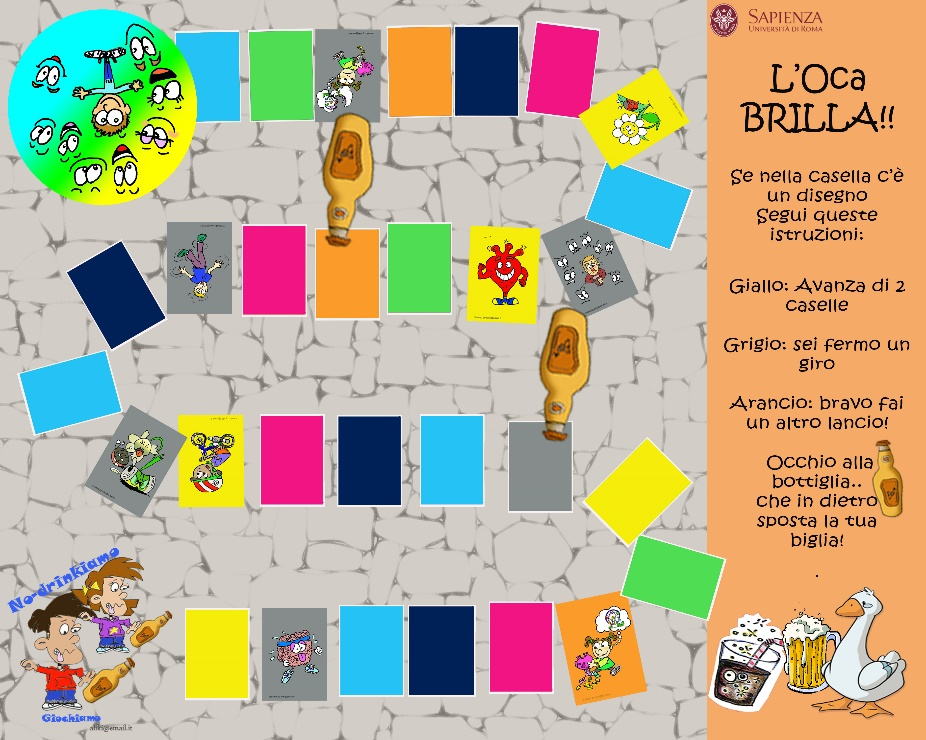 SAPIENZA
UNIVERSITÀ DI ROMA
L'Oca
BRILLA!!
Se nella casella c'è
un disegno
Segui queste
istruzioni:
Giallo: Avanza di 2
caselle
Grigio: sei fermo un
giro
Arancio: bravo fai
un altro lancio!
Occhio alla
bottiglia..
che in dietro
sposta la tua
biglia!
.
No-drinkiamo
Giochiamo